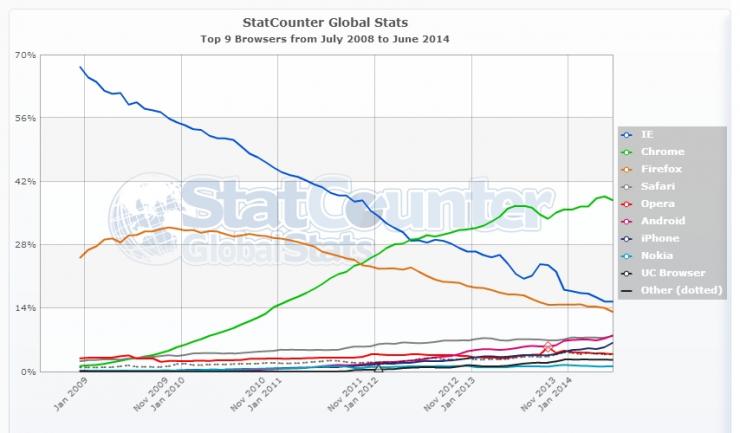 StatCounter Global Stats
Top 9 Browsers from July 2008 to June 2014
70%
56%
42%
28%
14%
0%
StatCounter
Global Stats
IE
Chrome
Firefox
Safari
Opera
Android
iPhone
Nokia
UC Browser
Other (dotted)
Jan 2009
Nov 2009
Jan 2010
Nov 2010
Jan 2011
Nov 2011
Jan 2012
Nov 2012
Jan 2013
Nov 2013
Jan 2014